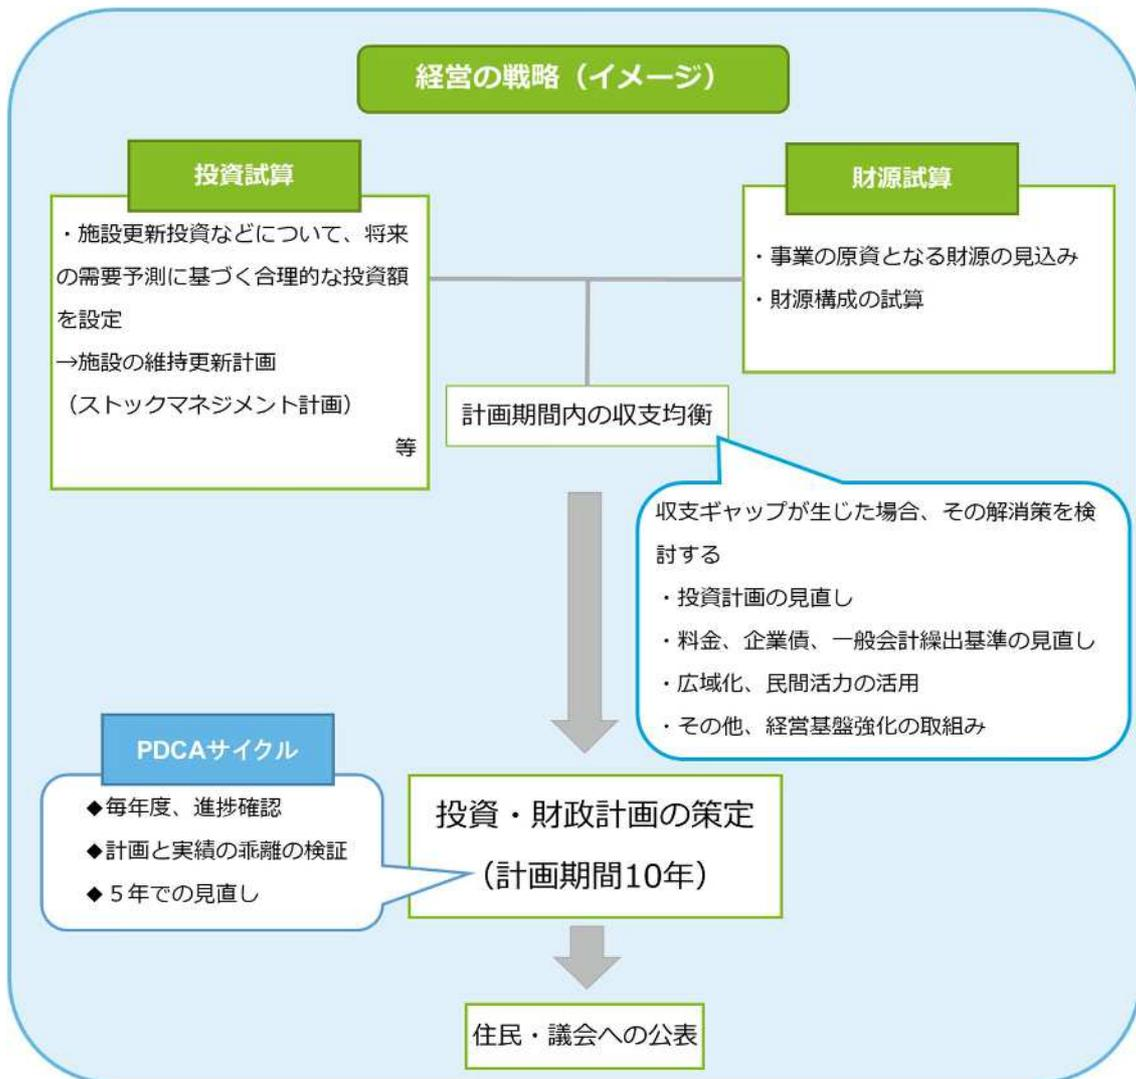 経営の戦略（イメージ）
投資試算
・施設更新投資などについて、将来
の需要予測に基づく合理的な投資額
を設定
→施設の維持更新計画
（ストックマネジメント計画）
等
財源試算
・事業の原資となる財源の見込み
・財源構成の試算
計画期間内の収支均衡
収支ギャップが生じた場合、その解消策を検
討する
・投資計画の見直し
・料金、企業債、一般会計繰出基準の見直し
・広域化、民間活力の活用
・その他、経営基盤強化の取組み
PDCAサイクル
◆毎年度、進捗確認
◆計画と実績の乖離の検証
◆５年での見直し
投資・財政計画の策定
（計画期間10年）
住民・議会への公表